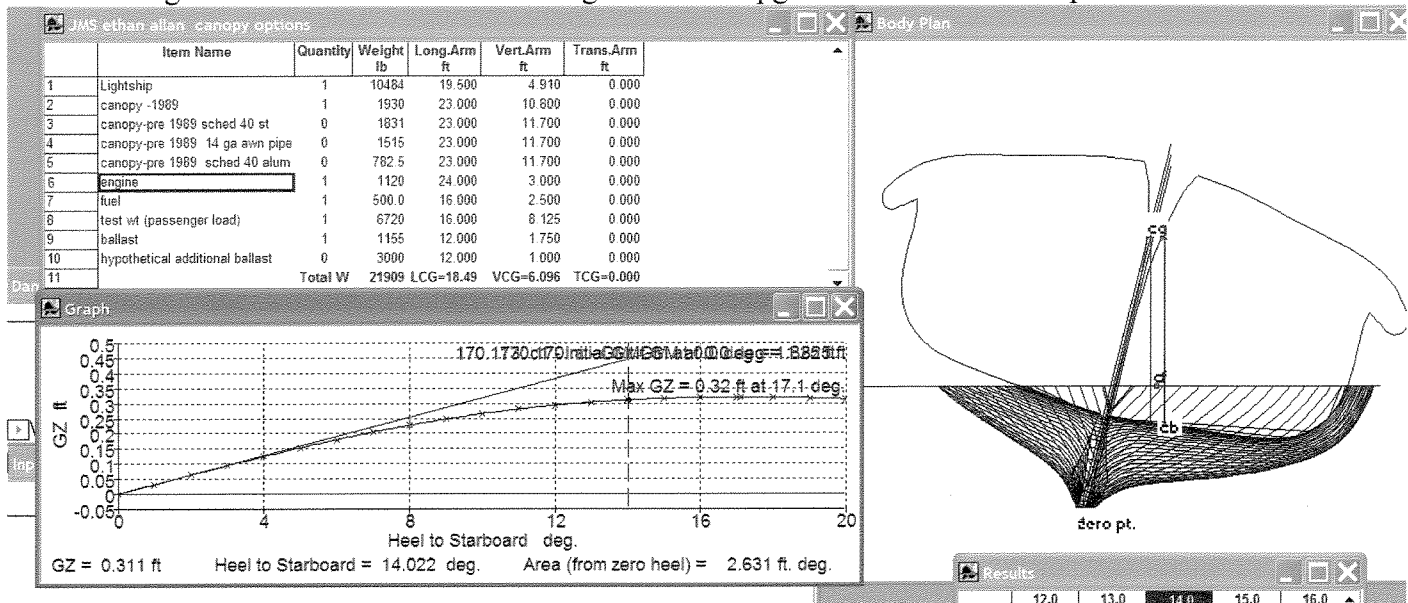 JMS ethan allan canopy options
Item Name Quantity Weight lb Long.Arm ft Vert.Arm ft Trans.Arm ft
1 Lightship 1 10484 19.500 4.910 0.000
2 canopy -1989 1 1930 23.000 10.800 0.000
3 canopy-pre 1989 sched 40 st 0 1831 23.000 11.700 0.000
4 canopy-pre 1989 14 ga awn pipe 0 1515 23.000 11.700 0.000
5 canopy-pre 1989 sched 40 alum 0 782.5 23.000 11.700 0.000
6 engine 1 1120 24.000 3.000 0.000
7 fuel 1 500.0 16.000 2.500 0.000
8 test wt (passenger load) 1 6720 16.000 8.125 0.000
9 ballast 1 1155 12.000 1.750 0.000
10 hypothetical additional ballast 0 3000 12.000 1.000 0.000
11 Total W 21909 LCG=18.49 VCG=6.096 TCG=0.000
Dan
Inp
Graph
0.5
0.45
0.4
0.35
0.3
0.25
0.2
0.15
0.1
0.05
0
-0.05
GZ ft
Max GZ = 0.32 ft at 17.1 deg.
0 4 8 12 16 20
Heel to Starboard deg.
GZ = 0.311 ft Heel to Starboard = 14.022 deg. Area (from zero heel) = 2.631 ft. deg.
Body Plan
cg
cb
zero pt.
Results
12.0 13.0 14.0 15.0 16.0